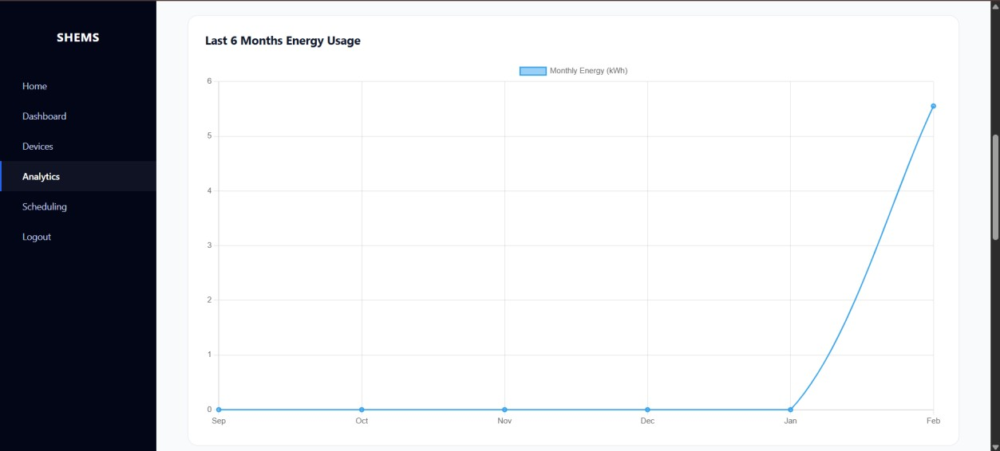 SHEMS
Home
Dashboard
Devices
Analytics
Scheduling
Logout
Last 6 Months Energy Usage
Monthly Energy (kWh)
6
5
4
3
2
1
0
Sep Oct Nov Dec Jan Feb